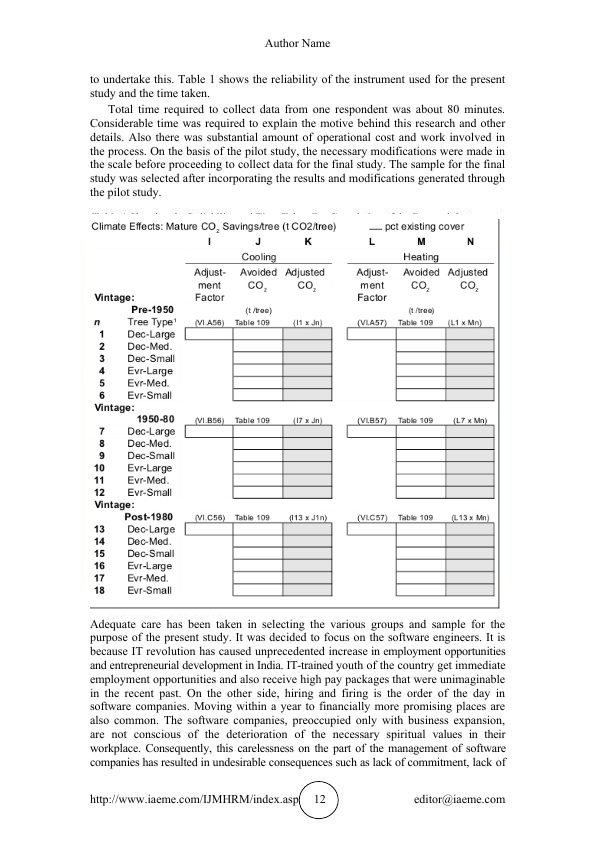 Author Name
to undertake this. Table 1 shows the reliability of the instrument used for the present
study and the time taken.
Total time required to collect data from one respondent was about 80 minutes.
Considerable time was required to explain the motive behind this research and other
details. Also there was substantial amount of operational cost and work involved in
the process. On the basis of the pilot study, the necessary modifications were made in
the scale before proceeding to collect data for the final study. The sample for the final
study was selected after incorporating the results and modifications generated through
the pilot study.
Climate Effects: Mature CO2 Savings/tree (t CO2/tree) ___ pct existing cover
I J K L M N
Cooling Heating
Adjust- Avoided Adjusted Adjust- Avoided Adjusted
ment CO2 CO2 ment CO2 CO2
Vintage: Factor Factor
Pre-1950 (t /tree) (t /tree)
n Tree Type¹ (VI.A56) Table 109 (I1 x Jn) (VI.A57) Table 109 (L1 x Mn)
1 Dec-Large
2 Dec-Med.
3 Dec-Small
4 Evr-Large
5 Evr-Med.
6 Evr-Small
Vintage:
1950-80 (VI.B56) Table 109 (I7 x Jn) (VI.B57) Table 109 (L7 x Mn)
7 Dec-Large
8 Dec-Med.
9 Dec-Small
10 Evr-Large
11 Evr-Med.
12 Evr-Small
Vintage:
Post-1980 (VI.C56) Table 109 (I13 x J1n) (VI.C57) Table 109 (L13 x Mn)
13 Dec-Large
14 Dec-Med.
15 Dec-Small
16 Evr-Large
17 Evr-Med.
18 Evr-Small
Adequate care has been taken in selecting the various groups and sample for the
purpose of the present study. It was decided to focus on the software engineers. It is
because IT revolution has caused unprecedented increase in employment opportunities
and entrepreneurial development in India. IT-trained youth of the country get immediate
employment opportunities and also receive high pay packages that were unimaginable
in the recent past. On the other side, hiring and firing is the order of the day in
software companies. Moving within a year to financially more promising places are
also common. The software companies, preoccupied only with business expansion,
are not conscious of the deterioration of the necessary spiritual values in their
workplace. Consequently, this carelessness on the part of the management of software
companies has resulted in undesirable consequences such as lack of commitment, lack of
http://www.iaeme.com/IJMHRM/index.asp 12 editor@iaeme.com